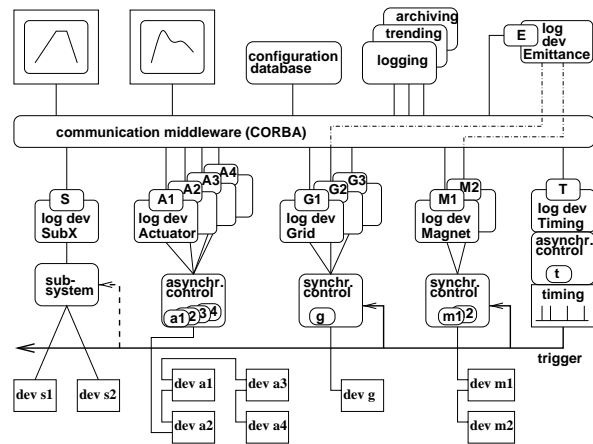 archiving
trending
logging
configuration
database
E
log
dev
Emittance
communication middleware (CORBA)
S
log dev
SubX
A1
A2
A3
A4
log dev
Actuator
G1
G2
G3
log dev
Grid
M1
M2
log dev
Magnet
T
log dev
Timing
asynchr.
control
t
timing
sub-
system
asynchr.
control
a1
2
3
4
synchr.
control
g
synchr.
control
m1
2
trigger
dev s1
dev s2
dev a1
dev a3
dev a2
dev a4
dev g
dev m1
dev m2